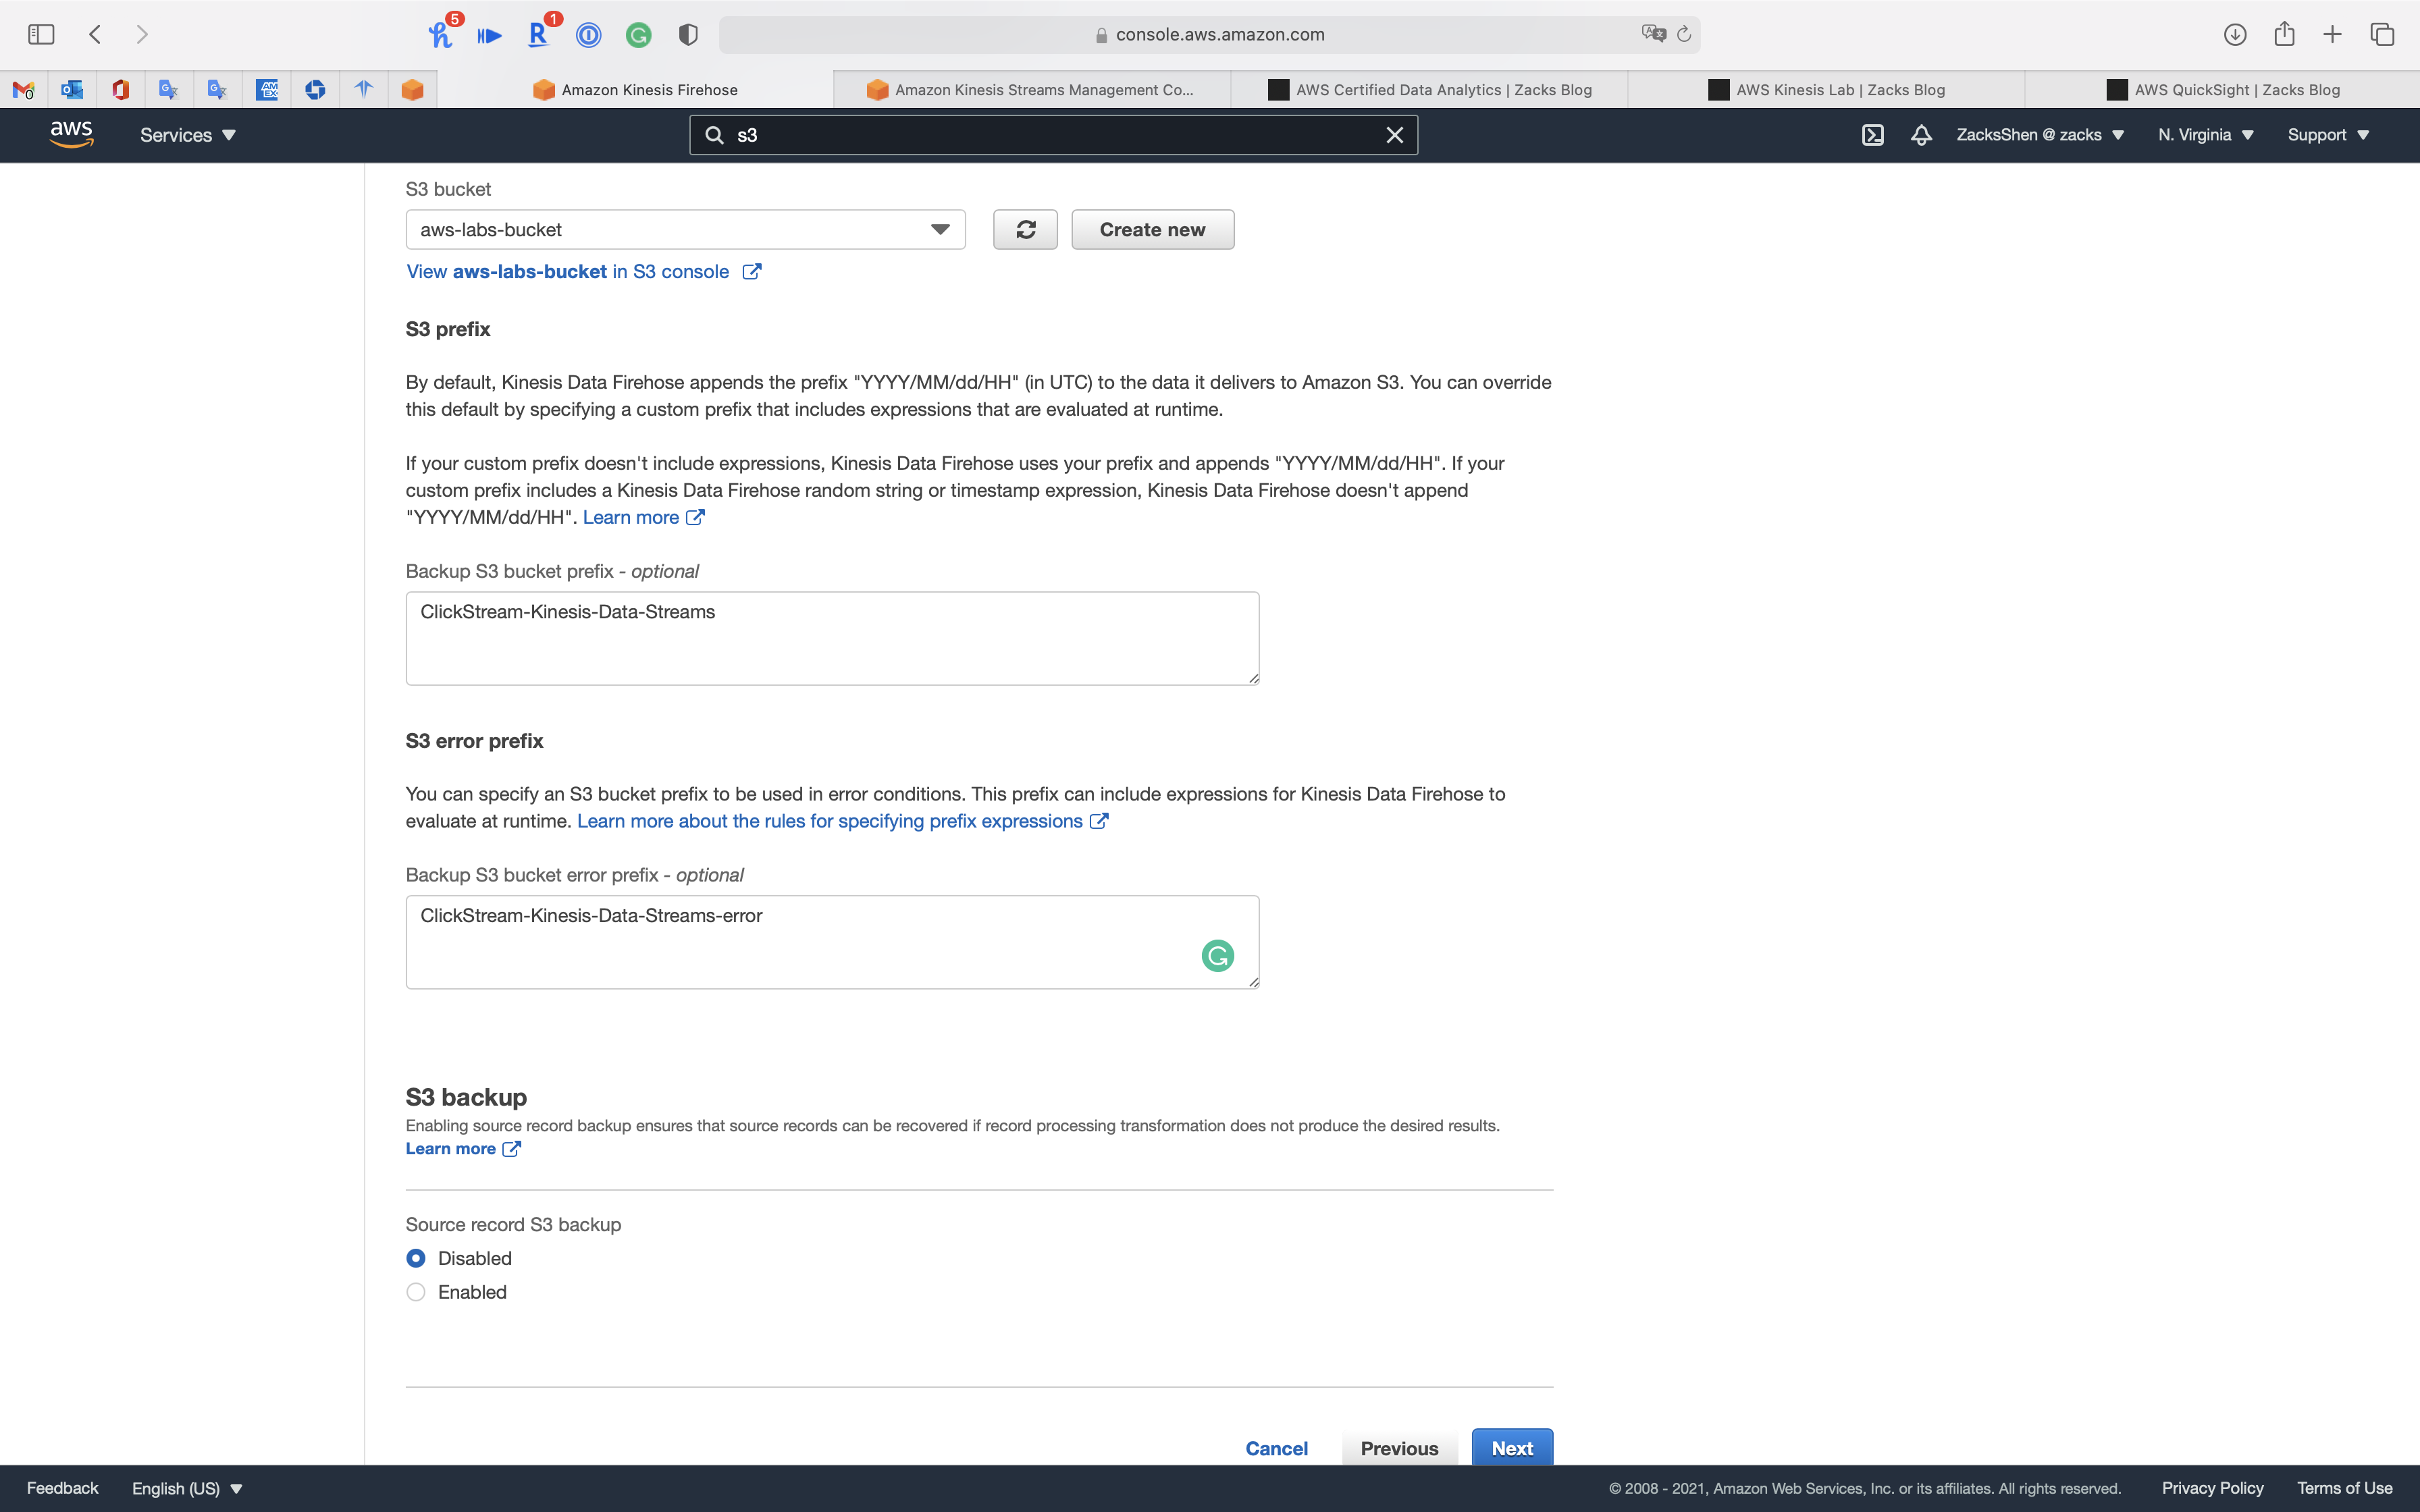 5
1
console.aws.amazon.com
Amazon Kinesis Firehose
Amazon Kinesis Streams Management Co...
AWS Certified Data Analytics | Zacks Blog
AWS Kinesis Lab | Zacks Blog
AWS QuickSight | Zacks Blog
aws
Services
s3
ZacksShen @ zacks
N. Virginia
Support
S3 bucket
aws-labs-bucket
Create new
View aws-labs-bucket in S3 console
S3 prefix
By default, Kinesis Data Firehose appends the prefix "YYYY/MM/dd/HH" (in UTC) to the data it delivers to Amazon S3. You can override
this default by specifying a custom prefix that includes expressions that are evaluated at runtime.
If your custom prefix doesn't include expressions, Kinesis Data Firehose uses your prefix and appends "YYYY/MM/dd/HH". If your
custom prefix includes a Kinesis Data Firehose random string or timestamp expression, Kinesis Data Firehose doesn't append
"YYYY/MM/dd/HH". Learn more
Backup S3 bucket prefix - optional
ClickStream-Kinesis-Data-Streams
S3 error prefix
You can specify an S3 bucket prefix to be used in error conditions. This prefix can include expressions for Kinesis Data Firehose to
evaluate at runtime. Learn more about the rules for specifying prefix expressions
Backup S3 bucket error prefix - optional
ClickStream-Kinesis-Data-Streams-error
S3 backup
Enabling source record backup ensures that source records can be recovered if record processing transformation does not produce the desired results.
Learn more
Source record S3 backup
Disabled
Enabled
Cancel
Previous
Next
Feedback
English (US)
© 2008 - 2021, Amazon Web Services, Inc. or its affiliates. All rights reserved.
Privacy Policy
Terms of Use